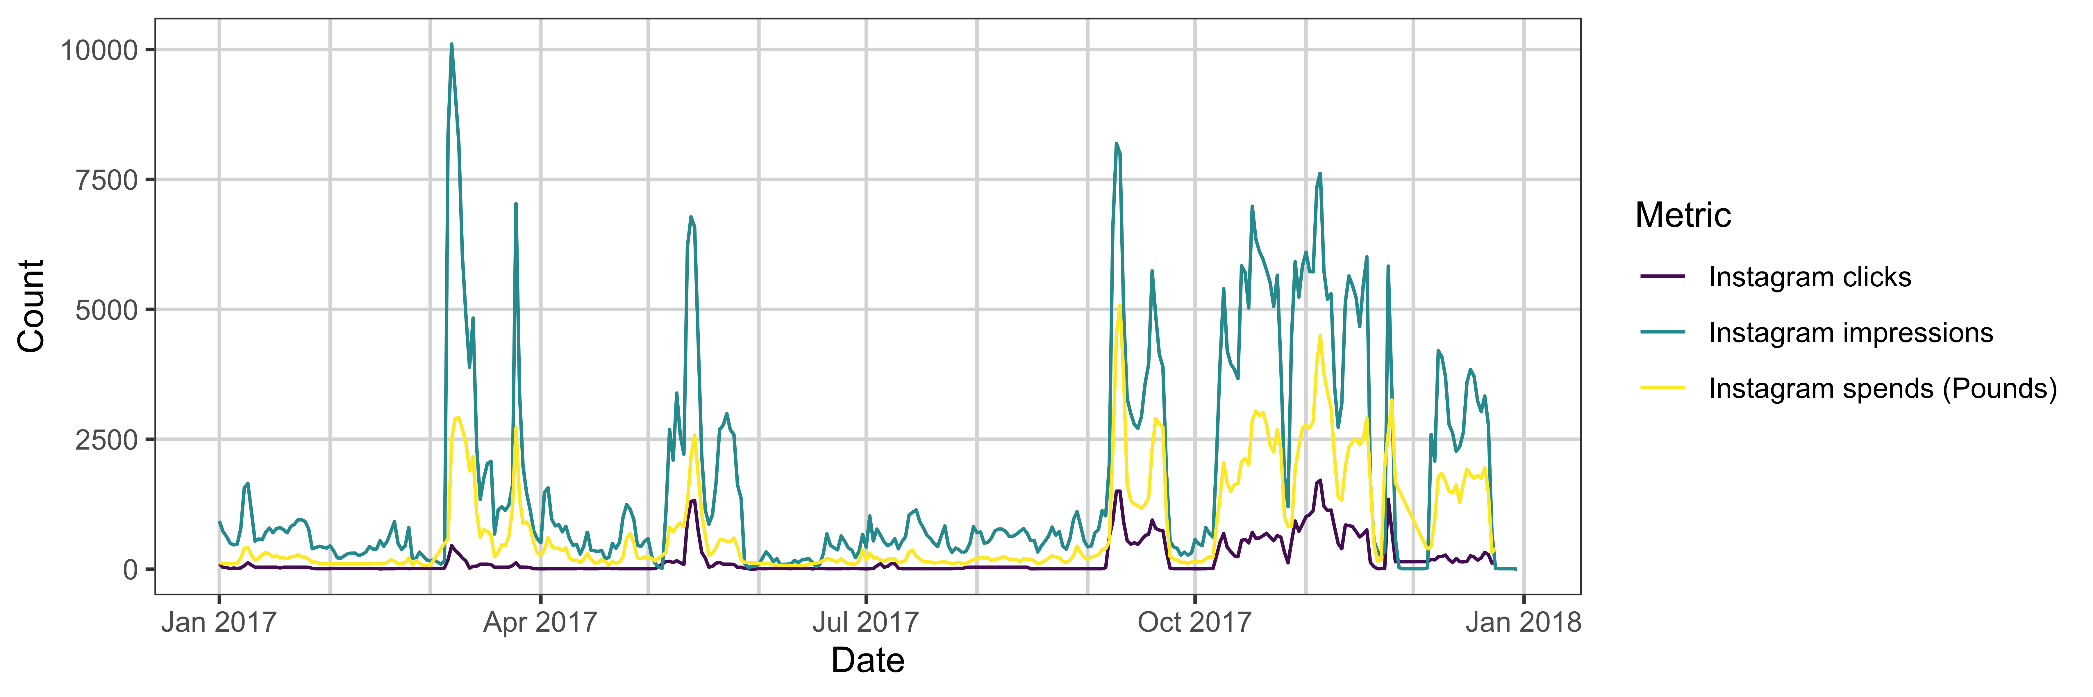 10000
7500
5000
2500
0
Count
Jan 2017
Apr 2017
Jul 2017
Oct 2017
Jan 2018
Date
Metric
Instagram clicks
Instagram impressions
Instagram spends (Pounds)